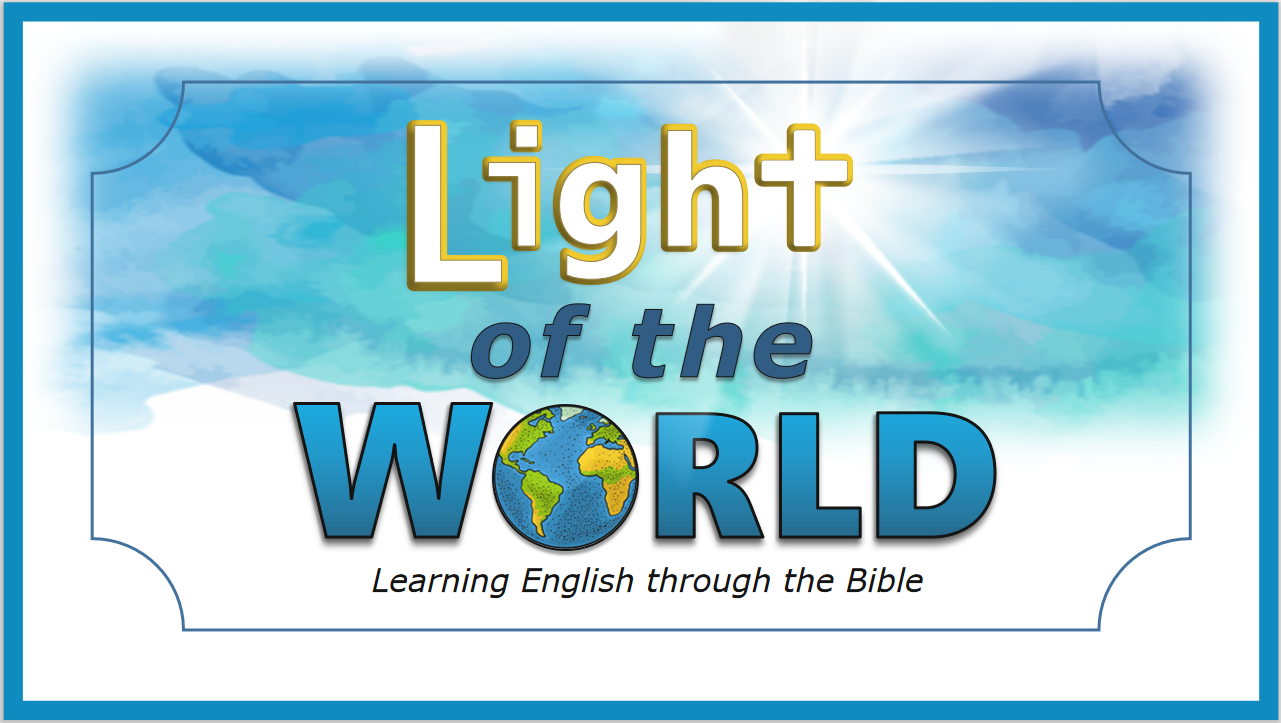 Light
of the
WORLD
Learning English through the Bible